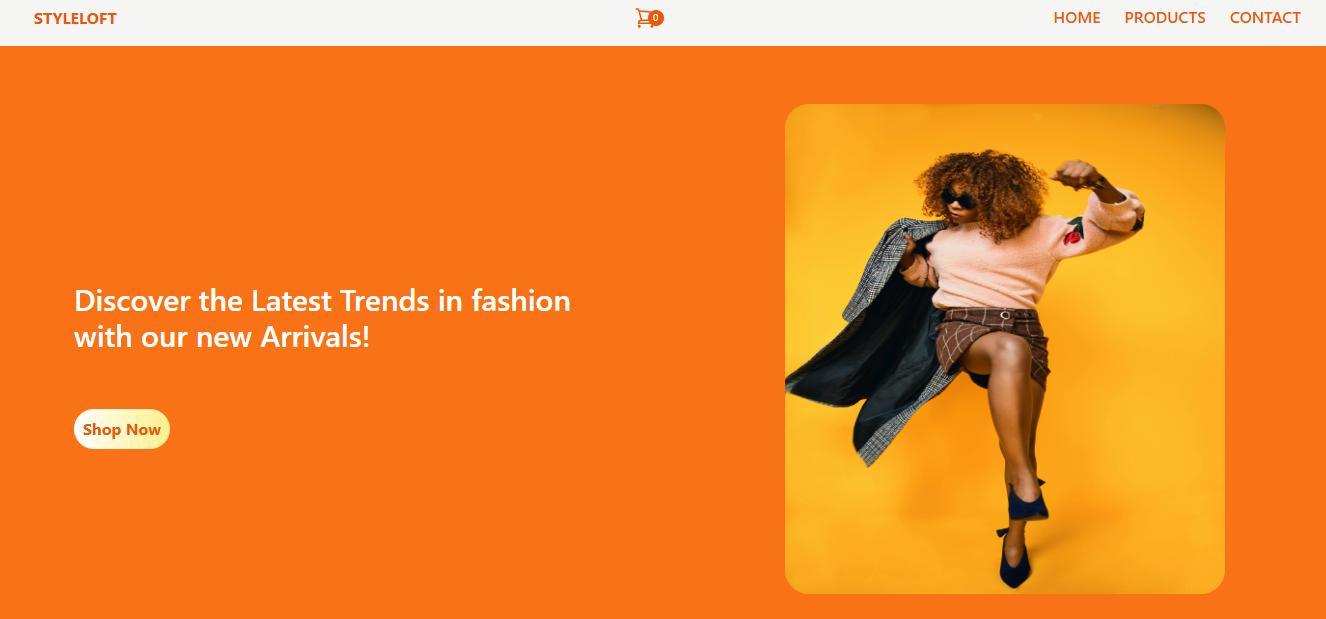 STYLELOFT
0
HOME PRODUCTS CONTACT
Discover the Latest Trends in fashion
with our new Arrivals!
Shop Now